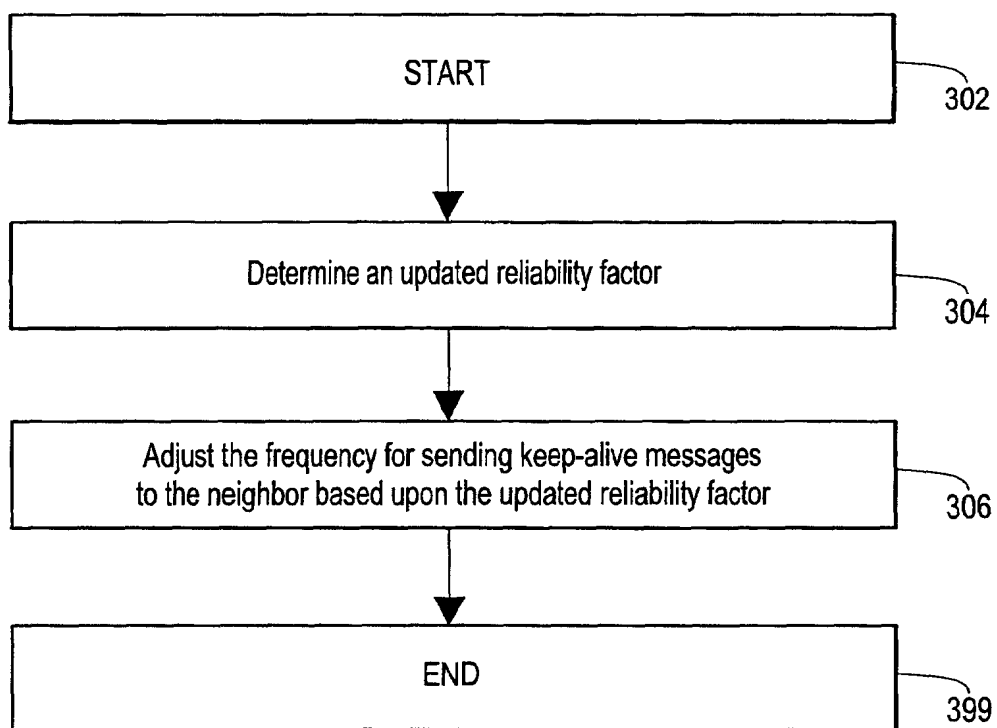 START
302
Determine an updated reliability factor
304
Adjust the frequency for sending keep-alive messages
to the neighbor based upon the updated reliability factor
306
END
399